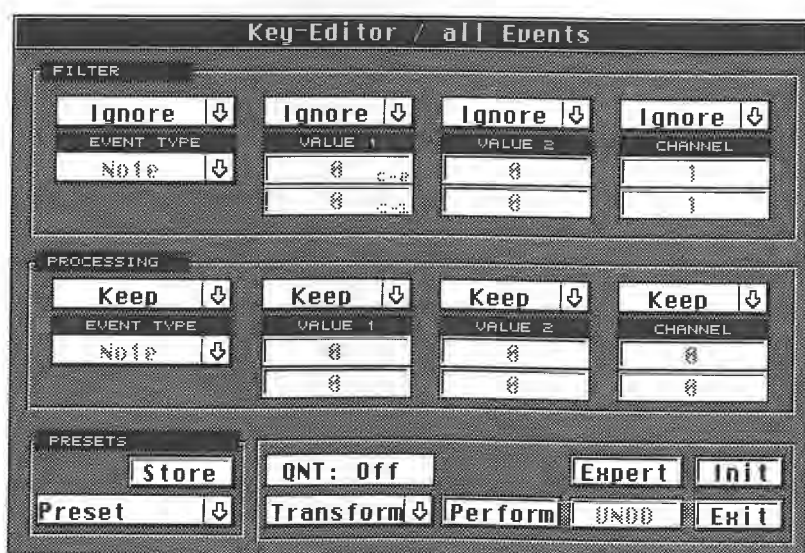 Key-Editor / all Events
FILTER
Ignore Ignore Ignore Ignore
EVENT TYPE VALUE 1 VALUE 2 CHANNEL
Note 0 0 1
0 0 1
PROCESSING
Keep Keep Keep Keep
EVENT TYPE VALUE 1 VALUE 2 CHANNEL
Note 0 0 0
0 0 0
PRESETS
Store QNT: Off Expert Init
Preset Transform Perform UNDO Exit